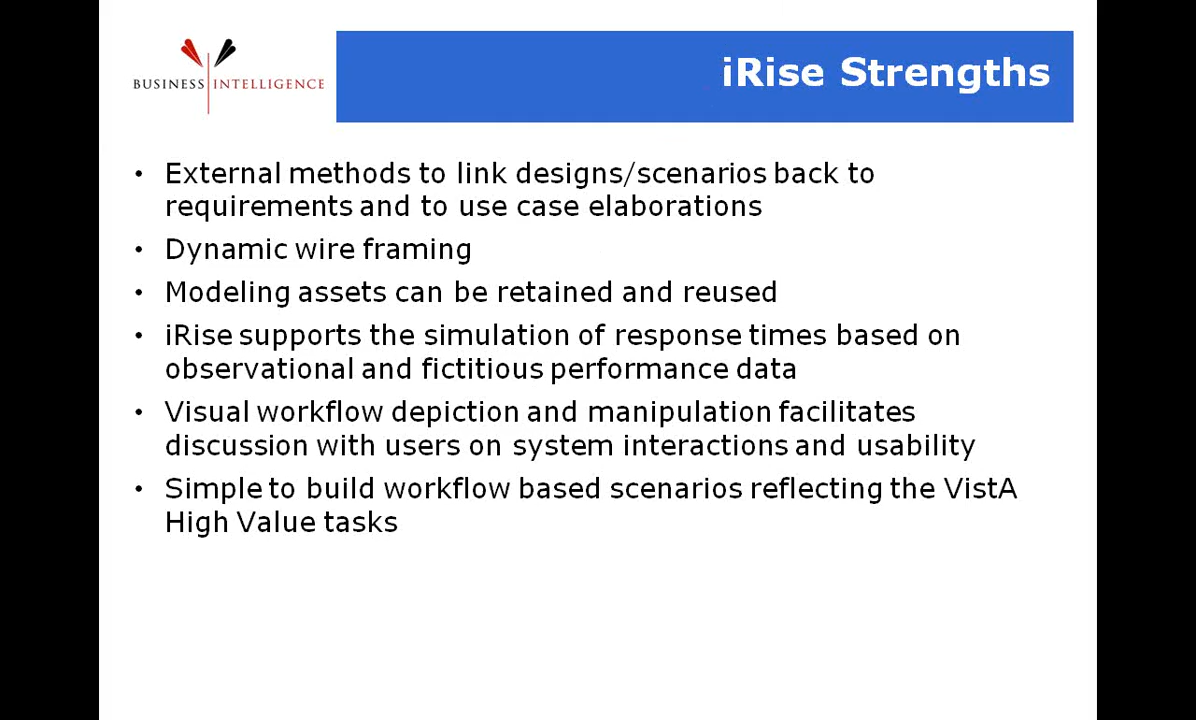 BUSINESS INTELLIGENCE
iRise Strengths
• External methods to link designs/scenarios back to
requirements and to use case elaborations
• Dynamic wire framing
• Modeling assets can be retained and reused
• iRise supports the simulation of response times based on
observational and fictitious performance data
• Visual workflow depiction and manipulation facilitates
discussion with users on system interactions and usability
• Simple to build workflow based scenarios reflecting the VistA
High Value tasks